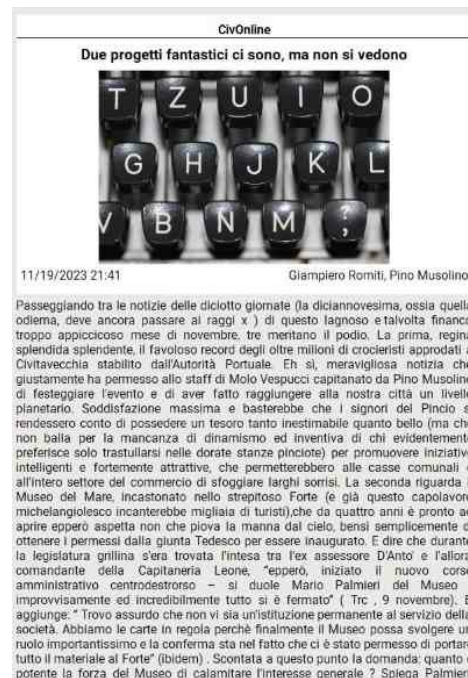 CivOnline
Due progetti fantastici ci sono, ma non si vedono
T Z U I O
G H J K L
V B N M ?
;
11/19/2023 21:41
Giampiero Romiti, Pino Musolino
Passeggiando tra le notizie delle diciotto giornate (la diciannovesima, ossia quella
odierna, deve ancora passare ai raggi x ) di questo lagnoso e talvolta financo
troppo appiccicoso mese di novembre, tre meritano il podio. La prima, regina
splendida splendente, il favoloso record degli oltre milioni di crocieristi approdati a
Civitavecchia stabilito dall'Autorità Portuale. Eh sì, meravigliosa notizia che
giustamente ha permesso allo staff di Molo Vespucci capitanato da Pino Musolino
di festeggiare l'evento e di aver fatto raggiungere alla nostra città un livello
planetario. Soddisfazione massima e basterebbe che i signori del Pincio si
rendessero conto di possedere un tesoro tanto inestimabile quanto bello (ma che
non balla per la mancanza di dinamismo ed inventiva di chi evidentemente
preferisce solo trastullarsi nelle dorate stanze pinciote) per promuovere iniziative
intelligenti e fortemente attrattive, che permetterebbero alle casse comunali e
all'intero settore del commercio di sfoggiare larghi sorrisi. La seconda riguarda il
Museo del Mare, incastonato nello strepitoso Forte (e già questo capolavoro
michelangiolesco incanterebbe migliaia di turisti),che da quattro anni è pronto ad
aprire epperò aspetta non che piova la manna dal cielo, bensì semplicemente di
ottenere i permessi dalla giunta Tedesco per essere inaugurato. E dire che durante
la legislatura grillina s'era trovata l'intesa tra l'ex assessore D'Anto' e l'allora
comandante della Capitaneria Leone, "epperò, iniziato il nuovo corso
amministrativo centrodestrorso – si duole Mario Palmieri del Museo -
improvvisamente ed incredibilmente tutto si è fermato" ( Trc , 9 novembre). E
aggiunge: " Trovo assurdo che non vi sia un'istituzione permanente al servizio della
società. Abbiamo le carte in regola perchè finalmente il Museo possa svolgere un
ruolo importantissimo e la conferma sta nel fatto che ci è stato permesso di portare
tutto il materiale al Forte" (ibidem) . Scontata a questo punto la domanda: quanto è
potente la forza del Museo di calamitare l'interesse generale ? Spiega Palmieri